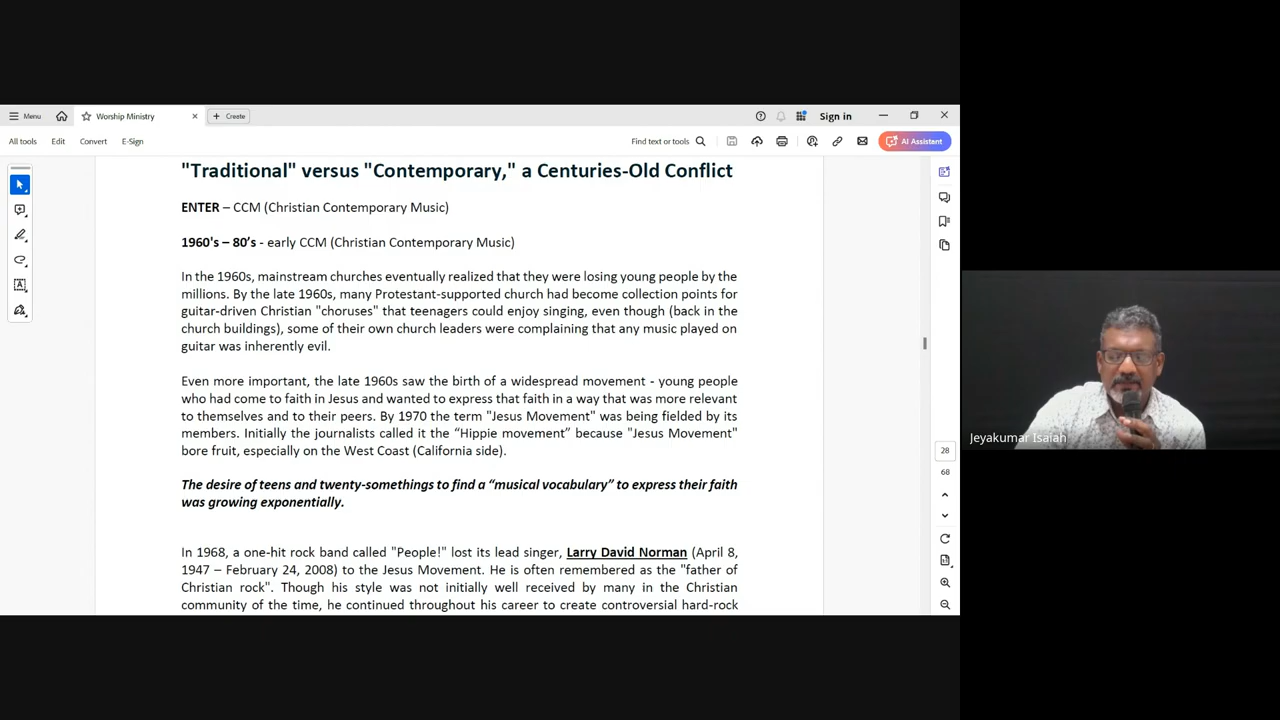 Menu
Worship Ministry
Create
Sign in
All tools
Edit
Convert
E-Sign
Find text or tools
AI Assistant
"Traditional" versus "Contemporary," a Centuries-Old Conflict
ENTER – CCM (Christian Contemporary Music)
1960's – 80’s - early CCM (Christian Contemporary Music)
In the 1960s, mainstream churches eventually realized that they were losing young people by the
millions. By the late 1960s, many Protestant-supported church had become collection points for
guitar-driven Christian "choruses" that teenagers could enjoy singing, even though (back in the
church buildings), some of their own church leaders were complaining that any music played on
guitar was inherently evil.
Even more important, the late 1960s saw the birth of a widespread movement - young people
who had come to faith in Jesus and wanted to express that faith in a way that was more relevant
to themselves and to their peers. By 1970 the term "Jesus Movement" was being fielded by its
members. Initially the journalists called it the “Hippie movement” because "Jesus Movement"
bore fruit, especially on the West Coast (California side).
The desire of teens and twenty-somethings to find a “musical vocabulary” to express their faith
was growing exponentially.
In 1968, a one-hit rock band called "People!" lost its lead singer, Larry David Norman (April 8,
1947 – February 24, 2008) to the Jesus Movement. He is often remembered as the "father of
Christian rock". Though his style was not initially well received by many in the Christian
community of the time, he continued throughout his career to create controversial hard-rock
28
68
Jeyakumar Isaiah